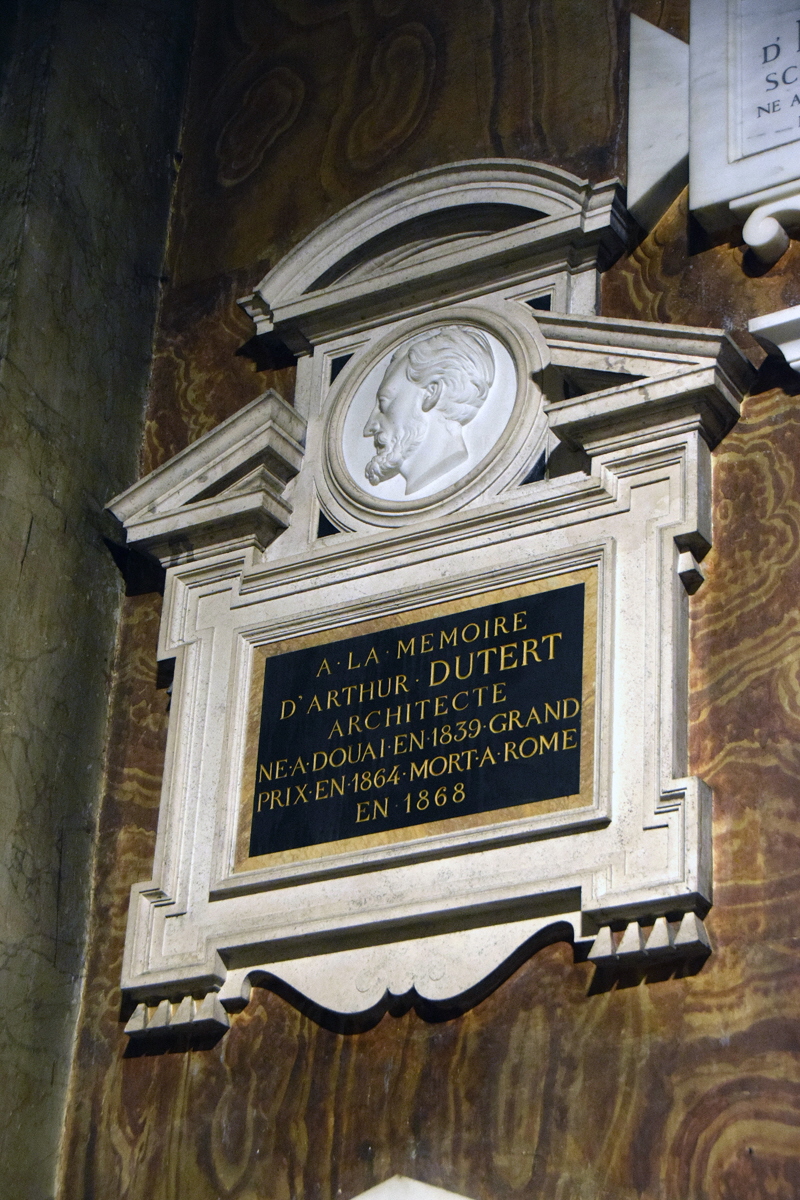 A·LA·MEMOIRE
D'ARTHUR·DUTERT
ARCHITECTE
NE·A·DOUAI·EN·1839·GRAND
PRIX·EN·1864·MORT·A·ROME
EN·1868